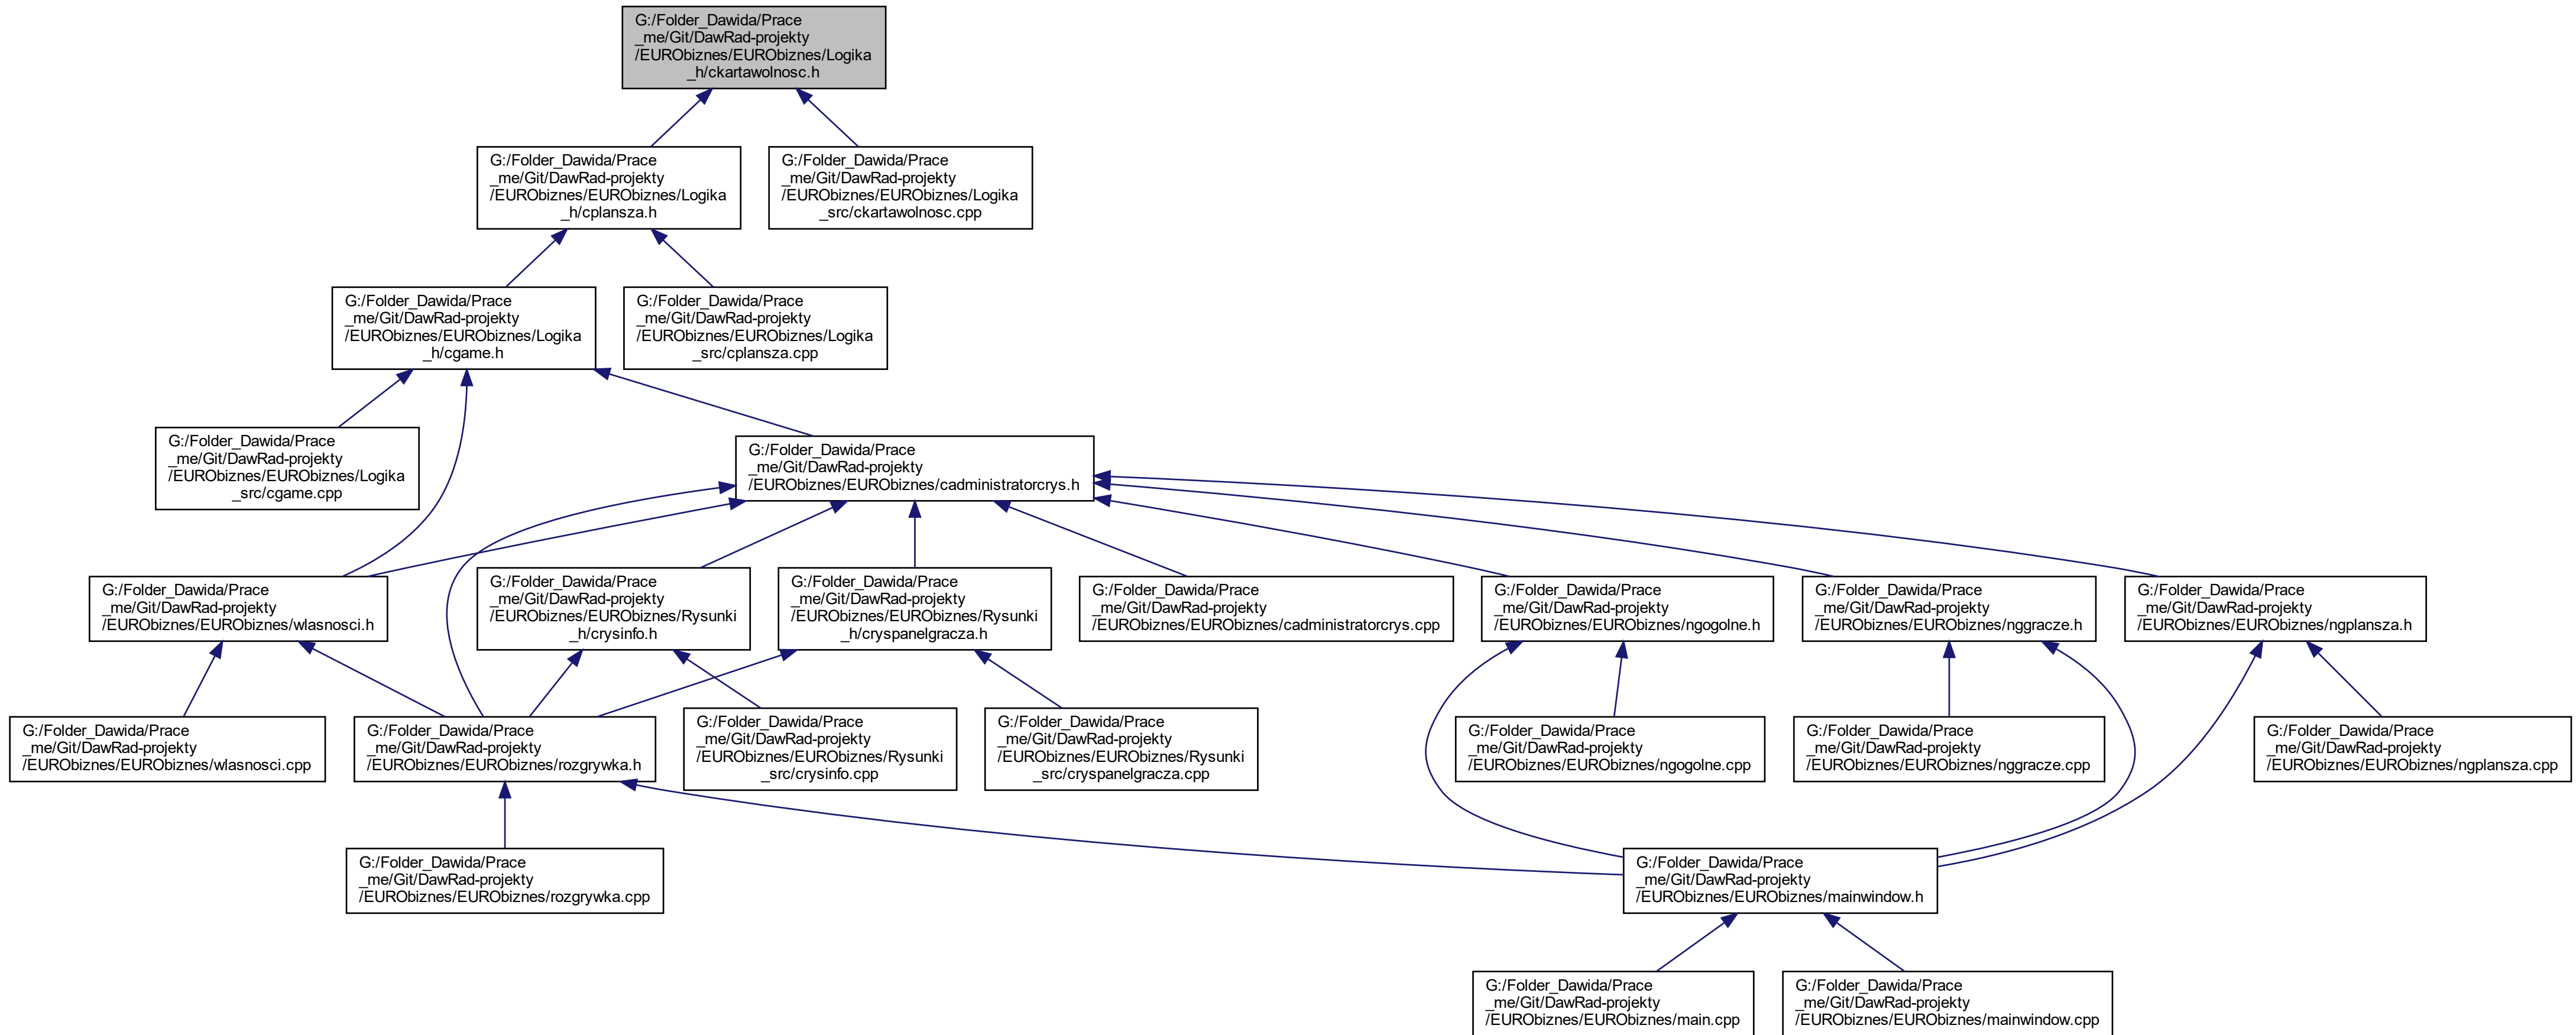 G:/Folder_Dawida/Prace
_me/Git/DawRad-projekty
/EURObiznes/EURObiznes/Logika
_h/ckartawolnosc.h
G:/Folder_Dawida/Prace
_me/Git/DawRad-projekty
/EURObiznes/EURObiznes/Logika
_h/cplansza.h
G:/Folder_Dawida/Prace
_me/Git/DawRad-projekty
/EURObiznes/EURObiznes/Logika
_src/ckartawolnosc.cpp
G:/Folder_Dawida/Prace
_me/Git/DawRad-projekty
/EURObiznes/EURObiznes/Logika
_h/cgame.h
G:/Folder_Dawida/Prace
_me/Git/DawRad-projekty
/EURObiznes/EURObiznes/Logika
_src/cplansza.cpp
G:/Folder_Dawida/Prace
_me/Git/DawRad-projekty
/EURObiznes/EURObiznes/Logika
_src/cgame.cpp
G:/Folder_Dawida/Prace
_me/Git/DawRad-projekty
/EURObiznes/EURObiznes/cadministratorcrys.h
G:/Folder_Dawida/Prace
_me/Git/DawRad-projekty
/EURObiznes/EURObiznes/wlasnosci.h
G:/Folder_Dawida/Prace
_me/Git/DawRad-projekty
/EURObiznes/EURObiznes/Rysunki
_h/crysinfo.h
G:/Folder_Dawida/Prace
_me/Git/DawRad-projekty
/EURObiznes/EURObiznes/Rysunki
_h/cryspanelgracza.h
G:/Folder_Dawida/Prace
_me/Git/DawRad-projekty
/EURObiznes/EURObiznes/cadministratorcrys.cpp
G:/Folder_Dawida/Prace
_me/Git/DawRad-projekty
/EURObiznes/EURObiznes/ngogolne.h
G:/Folder_Dawida/Prace
_me/Git/DawRad-projekty
/EURObiznes/EURObiznes/nggracze.h
G:/Folder_Dawida/Prace
_me/Git/DawRad-projekty
/EURObiznes/EURObiznes/ngplansza.h
G:/Folder_Dawida/Prace
_me/Git/DawRad-projekty
/EURObiznes/EURObiznes/wlasnosci.cpp
G:/Folder_Dawida/Prace
_me/Git/DawRad-projekty
/EURObiznes/EURObiznes/rozgrywka.h
G:/Folder_Dawida/Prace
_me/Git/DawRad-projekty
/EURObiznes/EURObiznes/Rysunki
_src/crysinfo.cpp
G:/Folder_Dawida/Prace
_me/Git/DawRad-projekty
/EURObiznes/EURObiznes/Rysunki
_src/cryspanelgracza.cpp
G:/Folder_Dawida/Prace
_me/Git/DawRad-projekty
/EURObiznes/EURObiznes/ngogolne.cpp
G:/Folder_Dawida/Prace
_me/Git/DawRad-projekty
/EURObiznes/EURObiznes/nggracze.cpp
G:/Folder_Dawida/Prace
_me/Git/DawRad-projekty
/EURObiznes/EURObiznes/ngplansza.cpp
G:/Folder_Dawida/Prace
_me/Git/DawRad-projekty
/EURObiznes/EURObiznes/rozgrywka.cpp
G:/Folder_Dawida/Prace
_me/Git/DawRad-projekty
/EURObiznes/EURObiznes/mainwindow.h
G:/Folder_Dawida/Prace
_me/Git/DawRad-projekty
/EURObiznes/EURObiznes/main.cpp
G:/Folder_Dawida/Prace
_me/Git/DawRad-projekty
/EURObiznes/EURObiznes/mainwindow.cpp